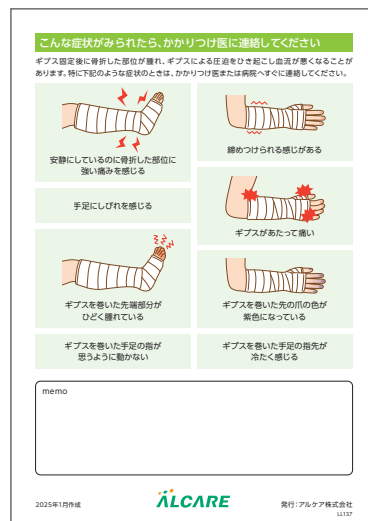 こんな症状がみられたら、かかりつけ医に連絡してください
ギプス固定後に骨折した部位が腫れ、ギプスによる圧迫をひき起こし血流が悪くなることが
あります。特に下記のような症状のときは、かかりつけ医または病院へすぐに連絡してください。
安静にしているのに骨折した部位に
強い痛みを感じる
締めつけられる感じがある
手足にしびれを感じる
ギプスがあたって痛い
ギプスを巻いた先端部分が
ひどく腫れている
ギプスを巻いた先の爪の色が
紫色になっている
ギプスを巻いた手足の指が
思うように動かない
ギプスを巻いた手足の指先が
冷たく感じる
memo
2025年1月作成
ALCARE
発行：アルケア株式会社
LL137